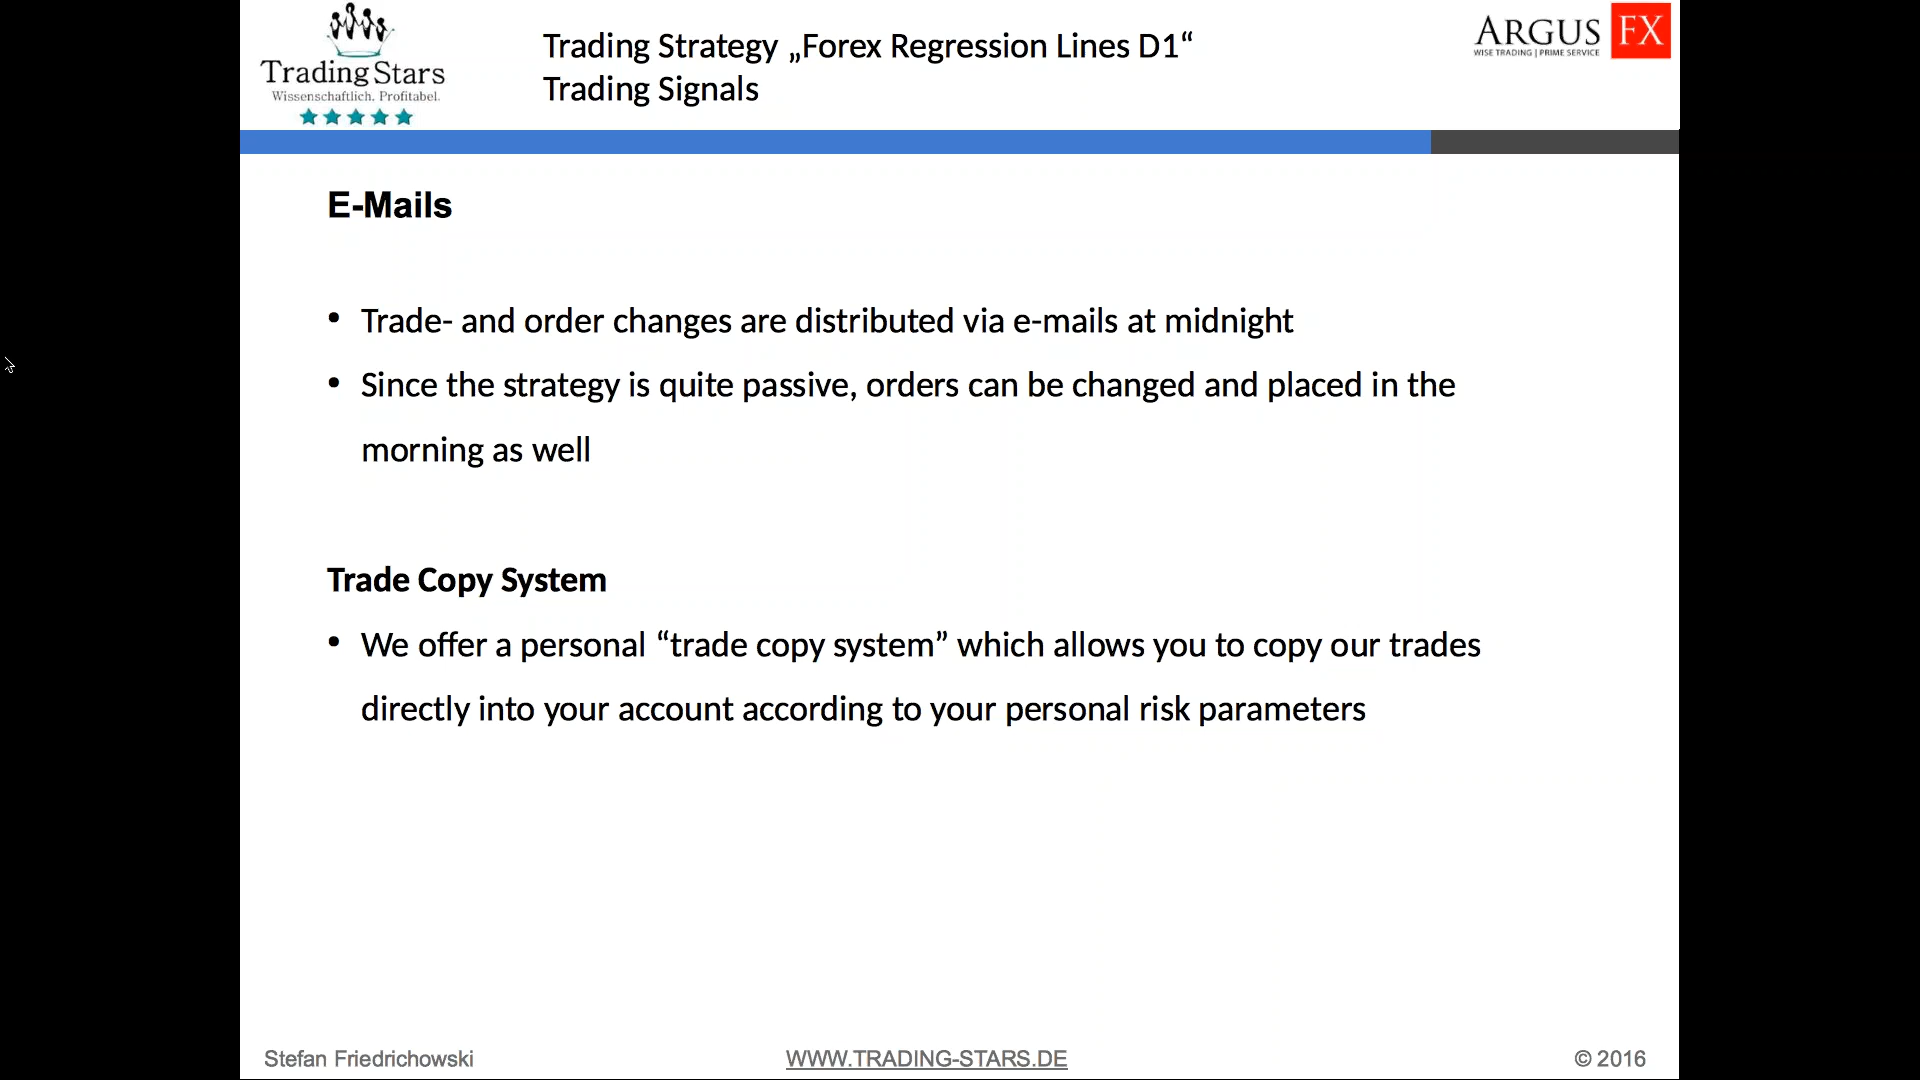 Trading Stars
Wissenschaftlich. Profitabel.
Trading Strategy „Forex Regression Lines D1“
Trading Signals
ARGUS FX
WISE TRADING | PRIME SERVICE
E-Mails
• Trade- and order changes are distributed via e-mails at midnight
• Since the strategy is quite passive, orders can be changed and placed in the
morning as well
Trade Copy System
• We offer a personal “trade copy system” which allows you to copy our trades
directly into your account according to your personal risk parameters
Stefan Friedrichowski
WWW.TRADING-STARS.DE
© 2016